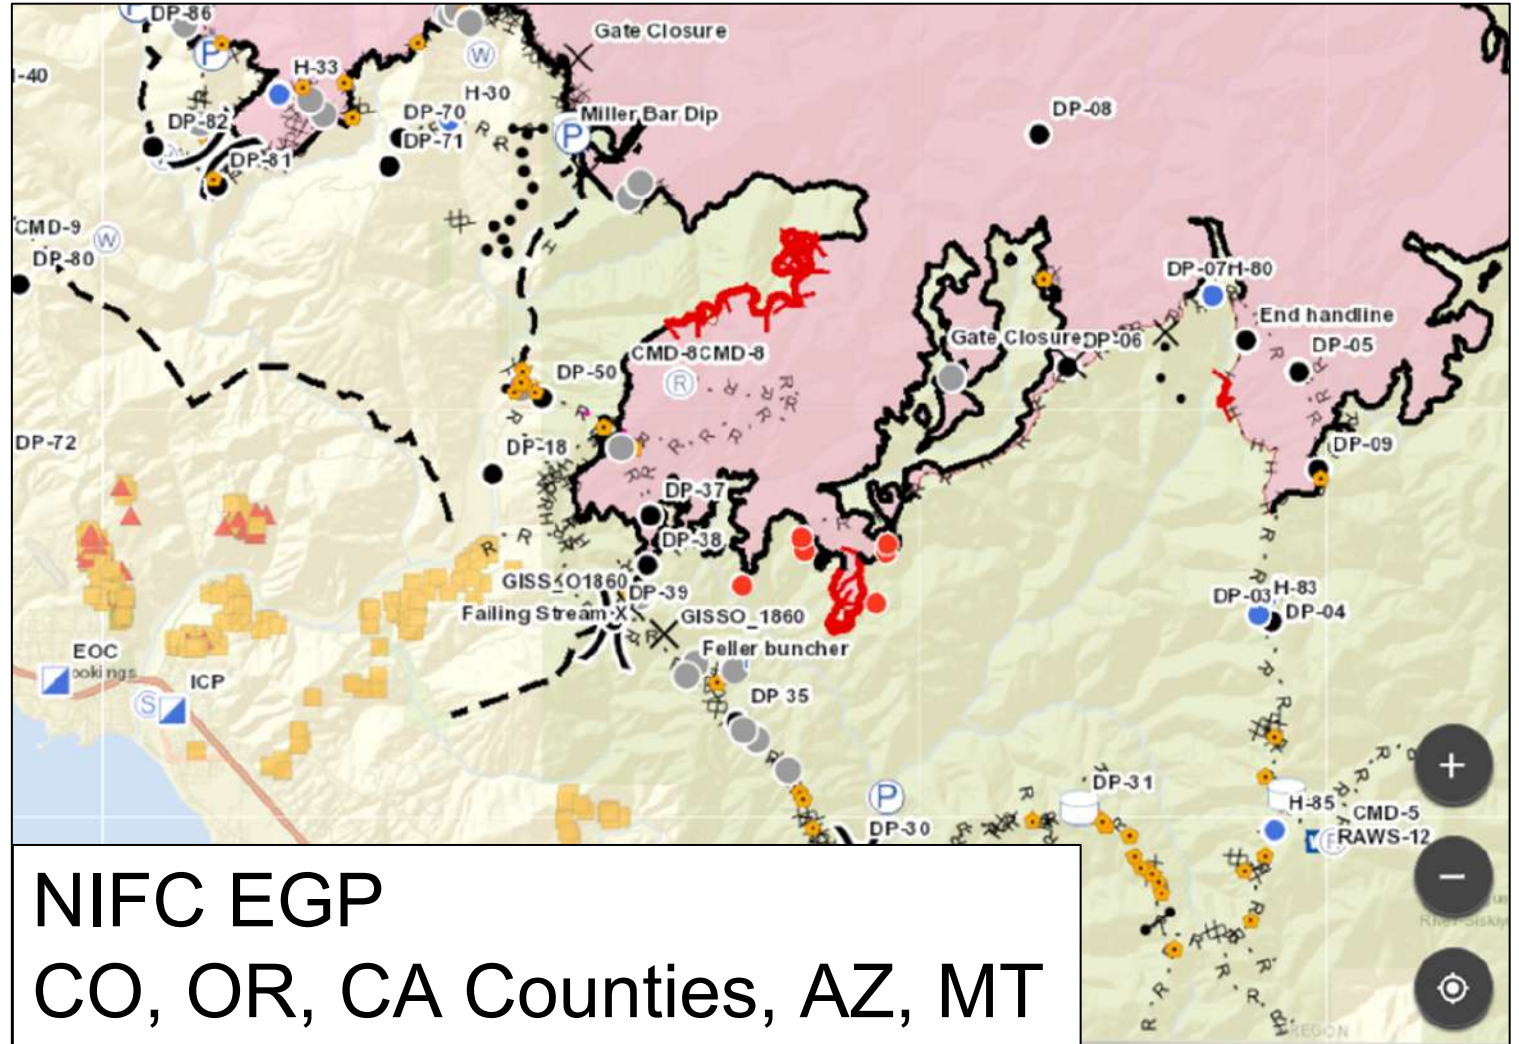 DP-86
Gate Closure
P
W
I-40
H-33
H-30
DP-08
DP-70
Miller Bar Dip
DP-82
P
DP-71
DP-81
CMD-9
W
DP-80
DP-07 H-80
End handline
Gate Closure DP-06
DP-05
CMD-8 CMD-8
R
DP-50
DP-72
DP-18
DP-09
DP-37
DP-38
GISS
O1860
DP-39
H-83
DP-03
DP-04
Failing Stream X
GISSO_1860
EOC
Feller buncher
ookings
ICP
S
DP 35
DP-31
P
H-85
CMD-5
DP-30
RAWS-12
+
−
OREGON
NIFC EGP
CO, OR, CA Counties, AZ, MT